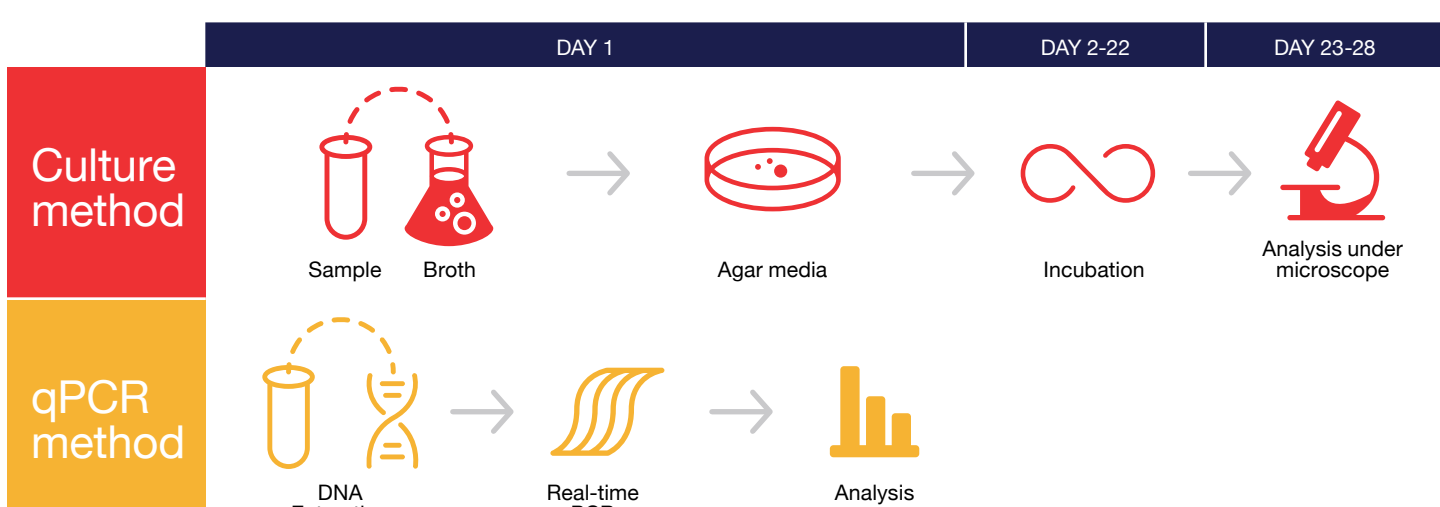 DAY 1
DAY 2-22
DAY 23-28
Culture
method
Sample
Broth
Agar media
Incubation
Analysis under
microscope
qPCR
method
DNA
Real-time
Analysis